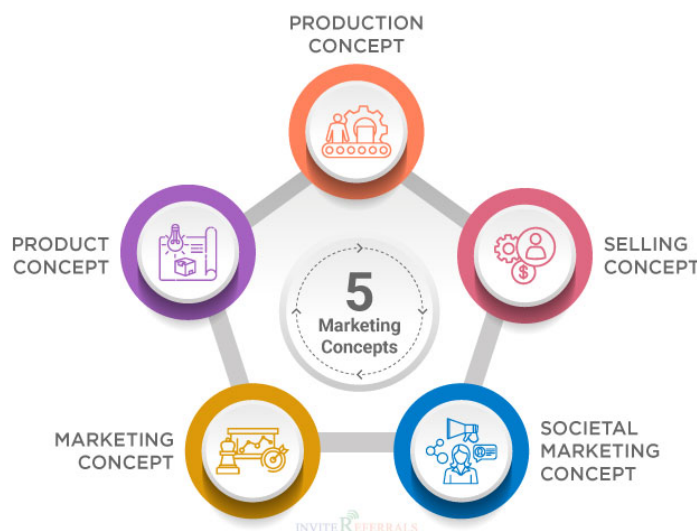 PRODUCTION
CONCEPT
PRODUCT
CONCEPT
SELLING
CONCEPT
5
Marketing
Concepts
MARKETING
CONCEPT
SOCIETAL
MARKETING
CONCEPT
$
INVITEREFERRALS